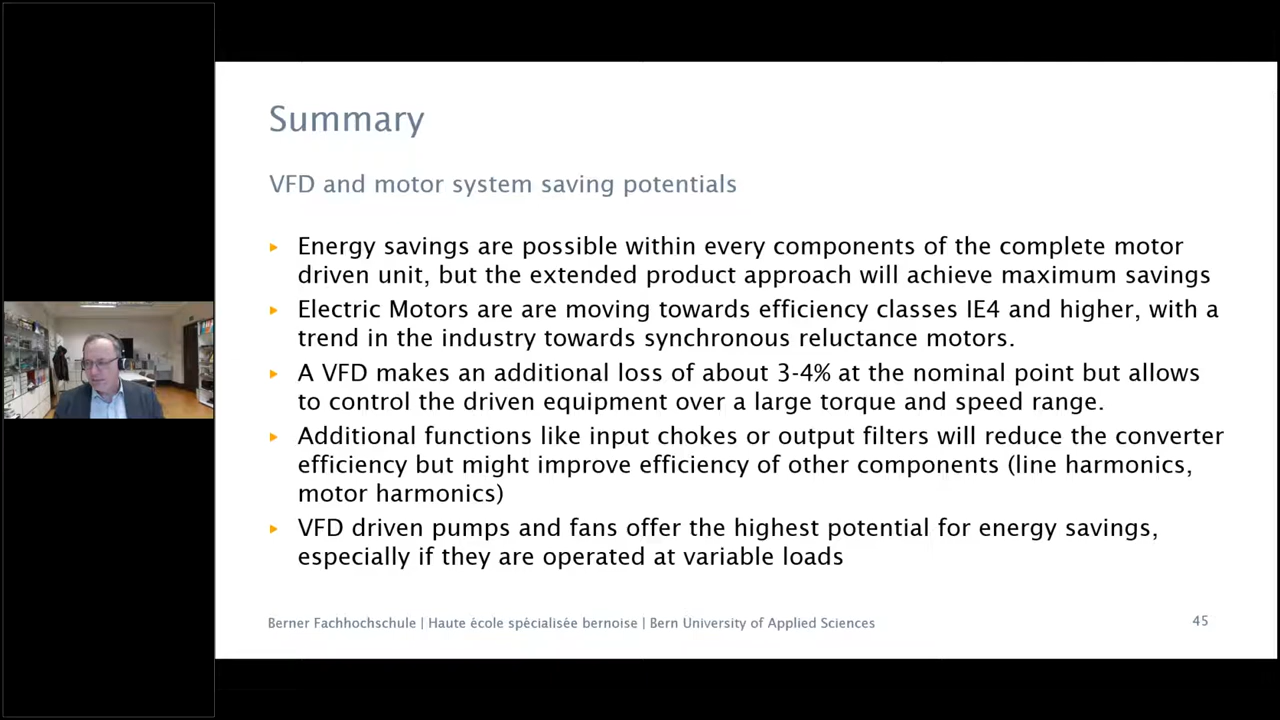 Summary
VFD and motor system saving potentials
Energy savings are possible within every components of the complete motor
driven unit, but the extended product approach will achieve maximum savings
Electric Motors are are moving towards efficiency classes IE4 and higher, with a
trend in the industry towards synchronous reluctance motors.
A VFD makes an additional loss of about 3-4% at the nominal point but allows
to control the driven equipment over a large torque and speed range.
Additional functions like input chokes or output filters will reduce the converter
efficiency but might improve efficiency of other components (line harmonics,
motor harmonics)
VFD driven pumps and fans offer the highest potential for energy savings,
especially if they are operated at variable loads
Berner Fachhochschule | Haute école spécialisée bernoise | Bern University of Applied Sciences
45